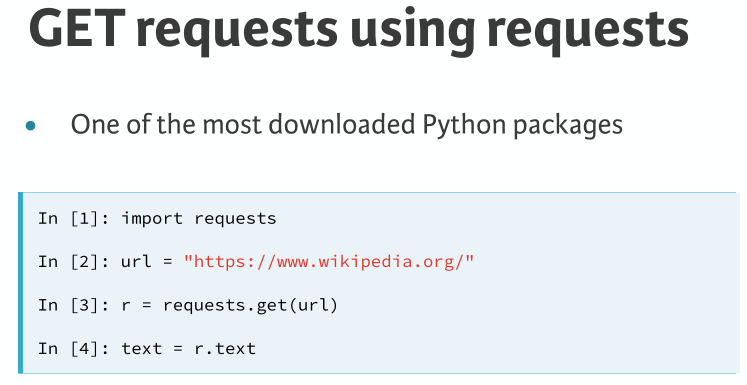 GET requests using requests
• One of the most downloaded Python packages
In [1]: import requests
In [2]: url = "https://www.wikipedia.org/"
In [3]: r = requests.get(url)
In [4]: text = r.text